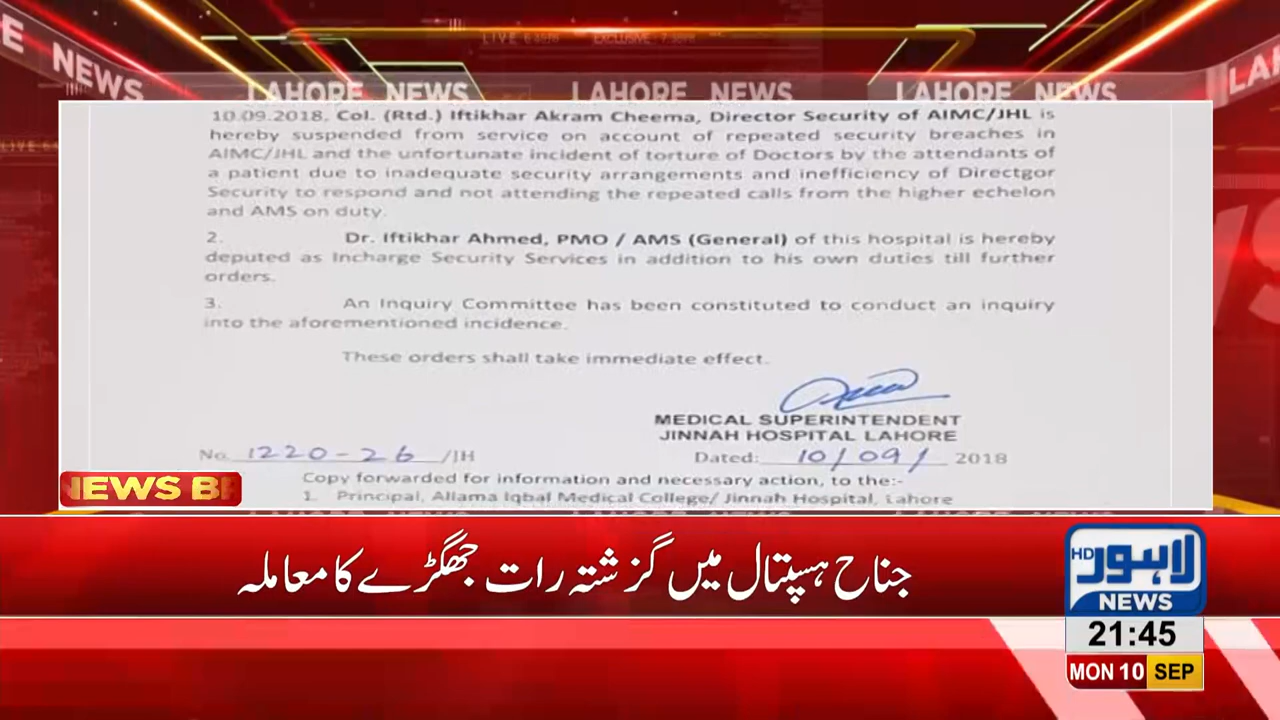 LIVE
EXCLUSIVE
NEWS
LAHORE NEWS
LAHORE NEWS
LAHORE NEWS
10.09.2018, Col. (Rtd.) Iftikhar Akram Cheema, Director Security of AIMC/JHL is
hereby suspended from service on account of repeated security breaches in
AIMC/JHL and the unfortunate incident of torture of Doctors by the attendants of
a patient due to inadequate security arrangements and inefficiency of Directgor
Security to respond and not attending the repeated calls from the higher echelon
and AMS on duty.
2. Dr. Iftikhar Ahmed, PMO / AMS (General) of this hospital is hereby
deputed as Incharge Security Services in addition to his own duties till further
orders.
3. An Inquiry Committee has been constituted to conduct an inquiry
into the aforementioned incidence.
These orders shall take immediate effect.
MEDICAL SUPERINTENDENT
JINNAH HOSPITAL LAHORE
No. 1220-26 /JH
Dated: 10/09/ 2018
Copy forwarded for information and necessary action, to the:-
1. Principal, Allama Iqbal Medical College/ Jinnah Hospital, Lahore
NEWS BR
جناح ہسپتال میں گزشتہ رات جھگڑے کا معاملہ
HD
لاہور
NEWS
21:45
MON 10 SEP